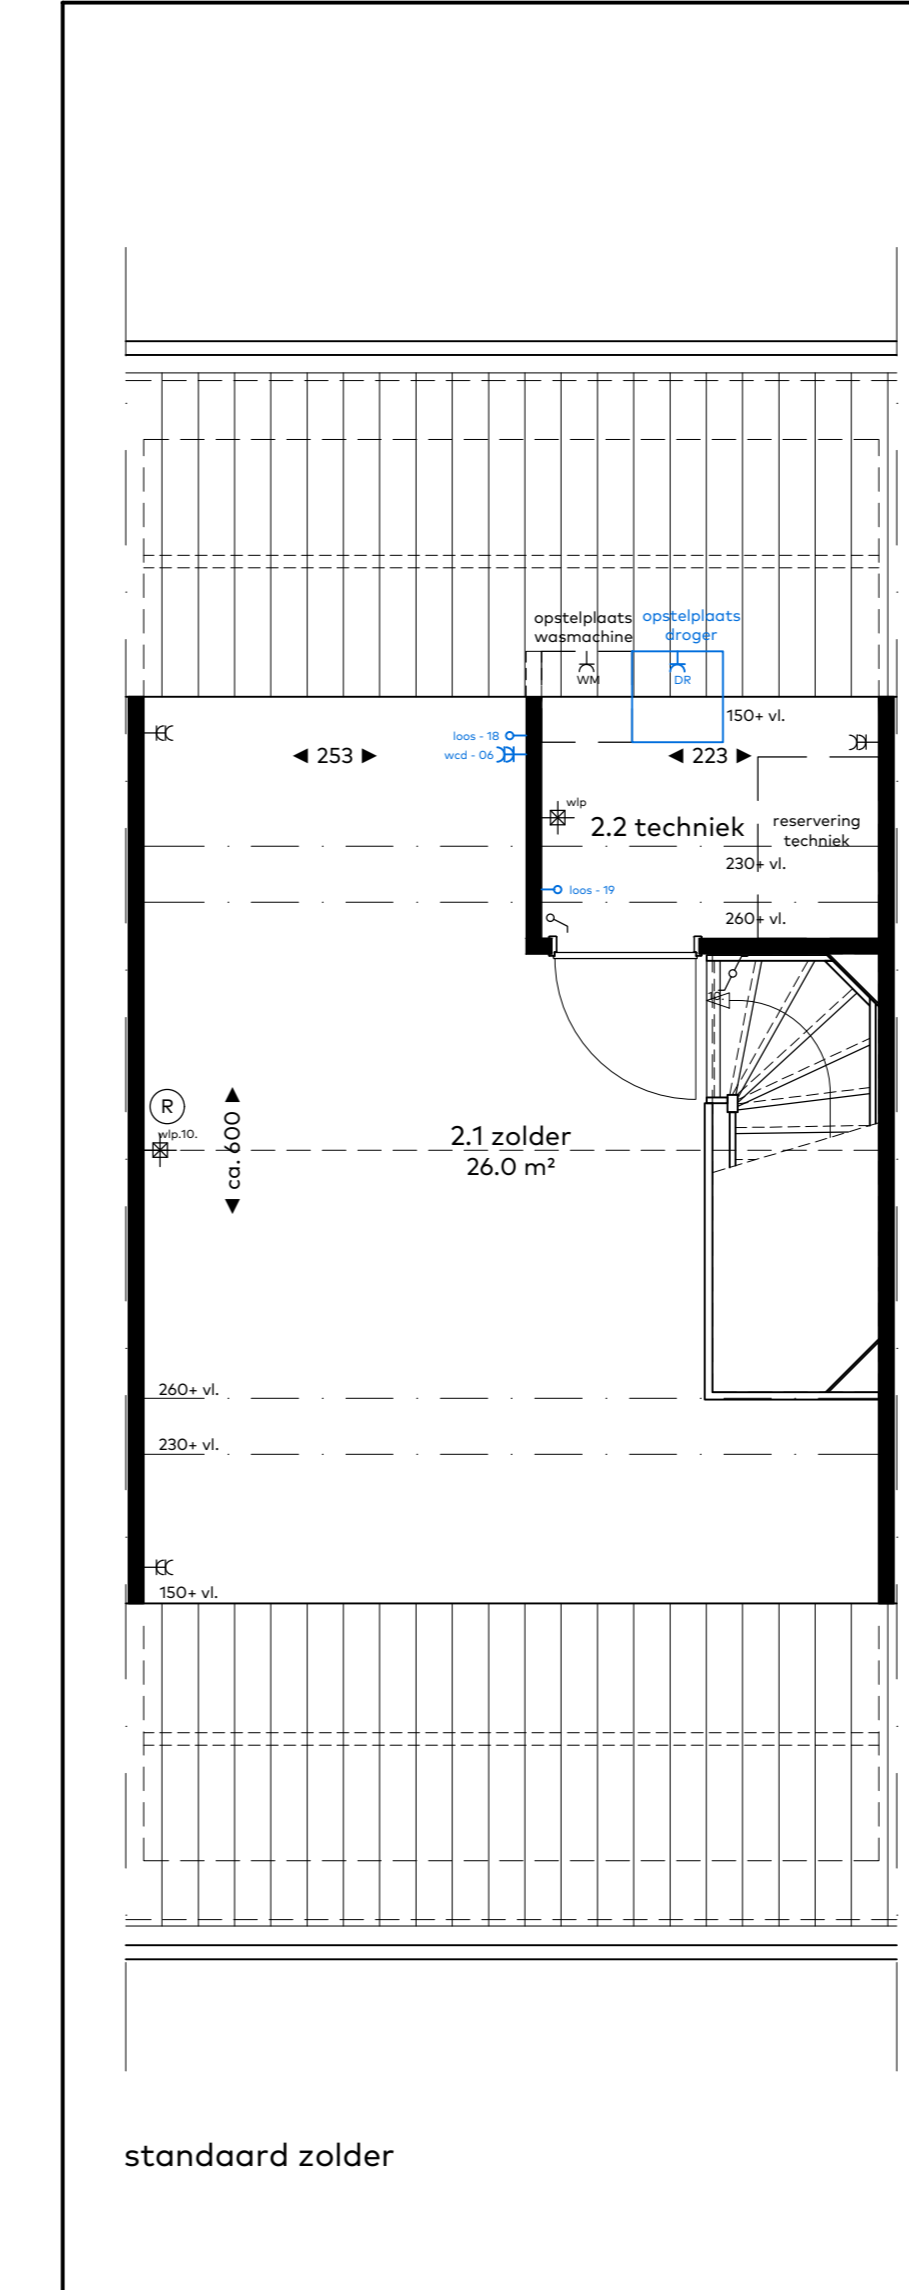 opstelplaats
wasmachine
opstelplaats
droger
WM
DR
150+ vl.
loos - 18
wcd - 06
◀ 253 ▶
◀ 223 ▶
wlp
2.2 techniek
reservering
techniek
230+ vl.
loos - 19
260+ vl.
R
wlp.10.
◀ ca. 600 ▶
2.1 zolder
26.0 m²
260+ vl.
230+ vl.
150+ vl.
standaard zolder